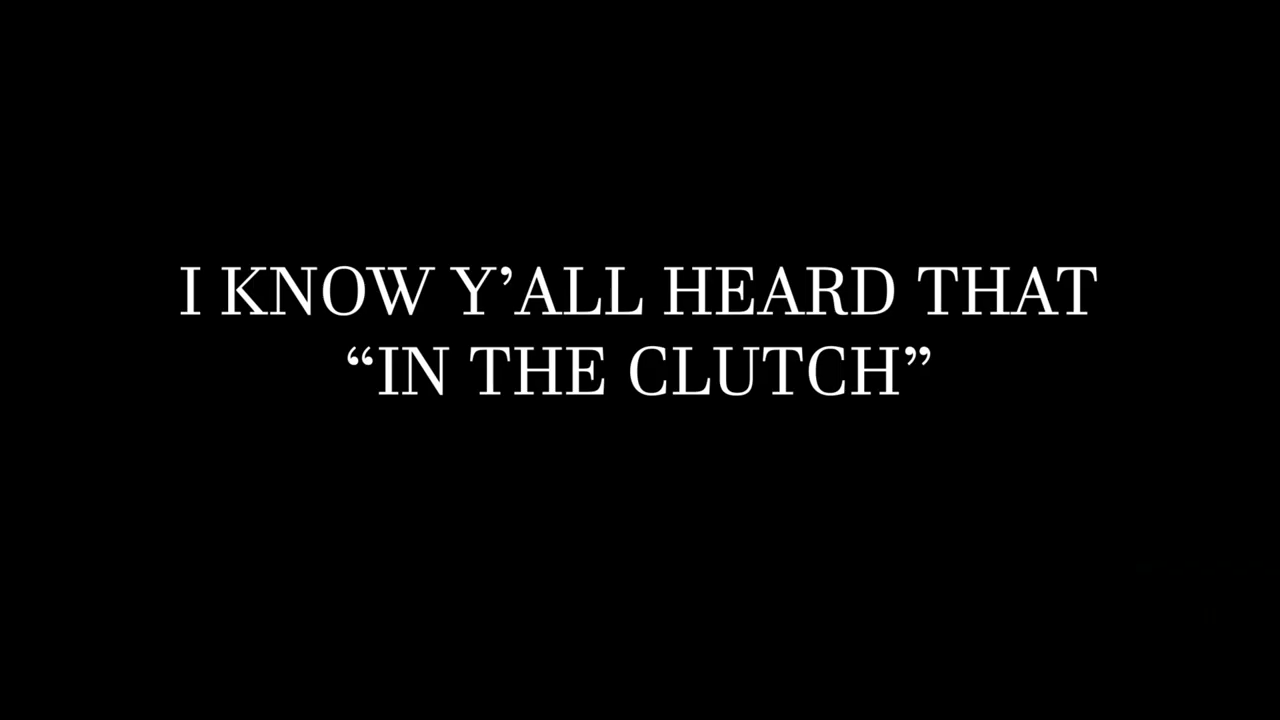 I KNOW Y’ALL HEARD THAT
“IN THE CLUTCH”